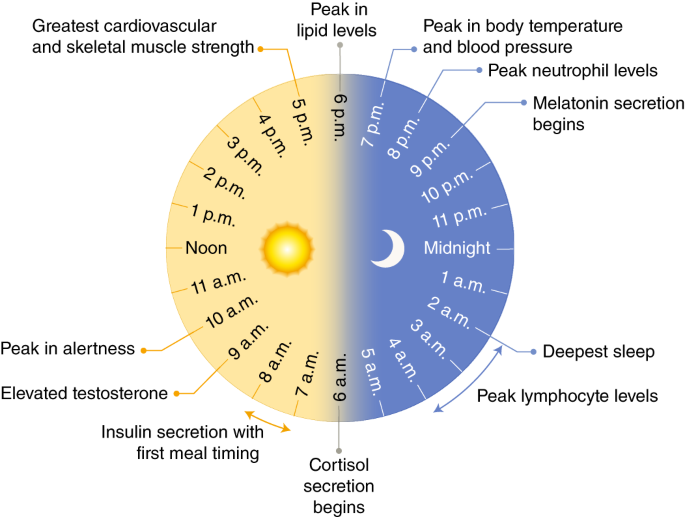 Greatest cardiovascular
and skeletal muscle strength
Peak in
lipid levels
Peak in body temperature
and blood pressure
Peak neutrophil levels
Melatonin secretion
begins
6 p.m.
7 p.m.
8 p.m.
9 p.m.
10 p.m.
11 p.m.
Midnight
1 a.m.
2 a.m.
3 a.m.
4 a.m.
5 a.m.
6 a.m.
7 a.m.
8 a.m.
9 a.m.
10 a.m.
11 a.m.
Noon
1 p.m.
2 p.m.
3 p.m.
4 p.m.
5 p.m.
Deepest sleep
Peak lymphocyte levels
Peak in alertness
Elevated testosterone
Insulin secretion with
first meal timing
Cortisol
secretion
begins